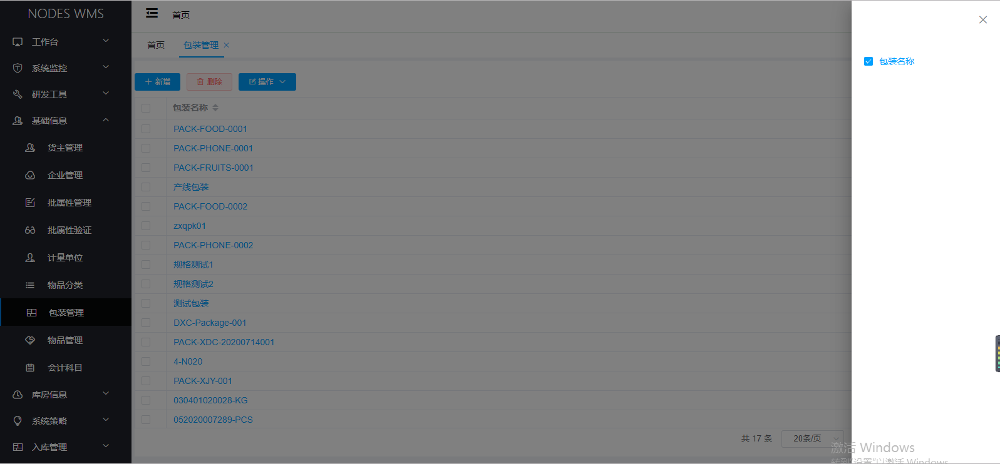 NODES WMS
工作台
系统监控
研发工具
基础信息
货主管理
企业管理
批属性管理
批属性验证
计量单位
物品分类
包装管理
物品管理
会计科目
库房信息
系统策略
入库管理
首页
首页
包装管理
新增
删除
操作
包装名称
PACK-FOOD-0001
PACK-PHONE-0001
PACK-FRUITS-0001
产线包装
PACK-FOOD-0002
zxqpk01
PACK-PHONE-0002
规格测试1
规格测试2
测试包装
DXC-Package-001
PACK-XDC-20200714001
4-N020
PACK-XJY-001
030401020028-KG
052020007289-PCS
共 17 条
20条/页
包装名称
激活 Windows
转到"设置"以激活 Windows